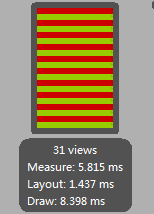 31 views
Measure: 5.815 ms
Layout: 1.437 ms
Draw: 8.398 ms